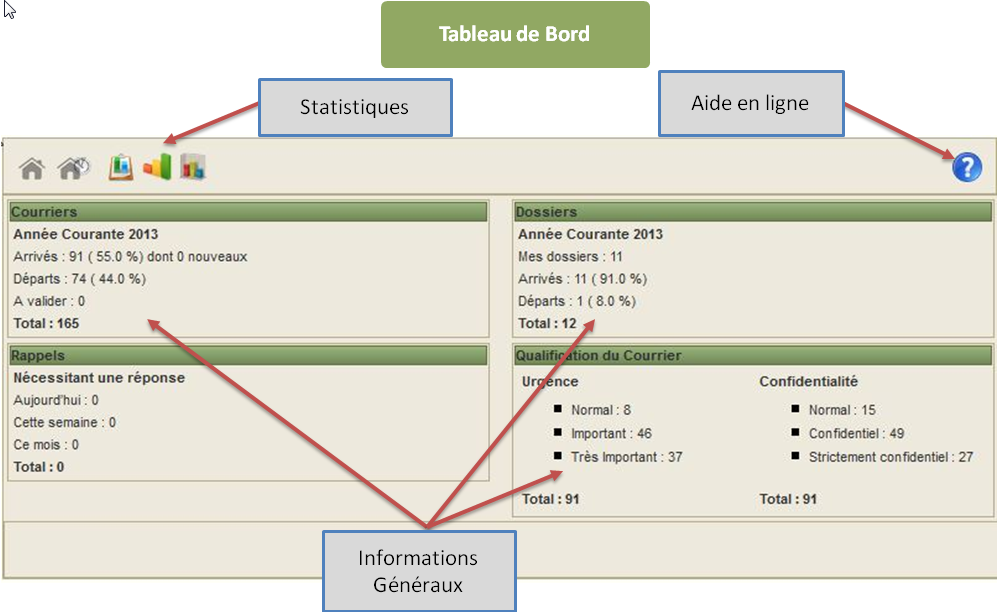 Tableau de Bord
Statistiques
Aide en ligne
Courriers
Année Courante 2013
Arrivés : 91 ( 55.0 %) dont 0 nouveaux
Départs : 74 ( 44.0 %)
A valider : 0
Total : 165
Dossiers
Année Courante 2013
Mes dossiers : 11
Arrivés : 11 ( 91.0 %)
Départs : 1 ( 8.0 %)
Total : 12
Rappels
Nécessitant une réponse
Aujourd'hui : 0
Cette semaine : 0
Ce mois : 0
Total : 0
Qualification du Courrier
Urgence
Normal : 8
Important : 46
Très Important : 37
Total : 91
Confidentialité
Normal : 15
Confidentiel : 49
Strictement confidentiel : 27
Total : 91
Informations
Généraux